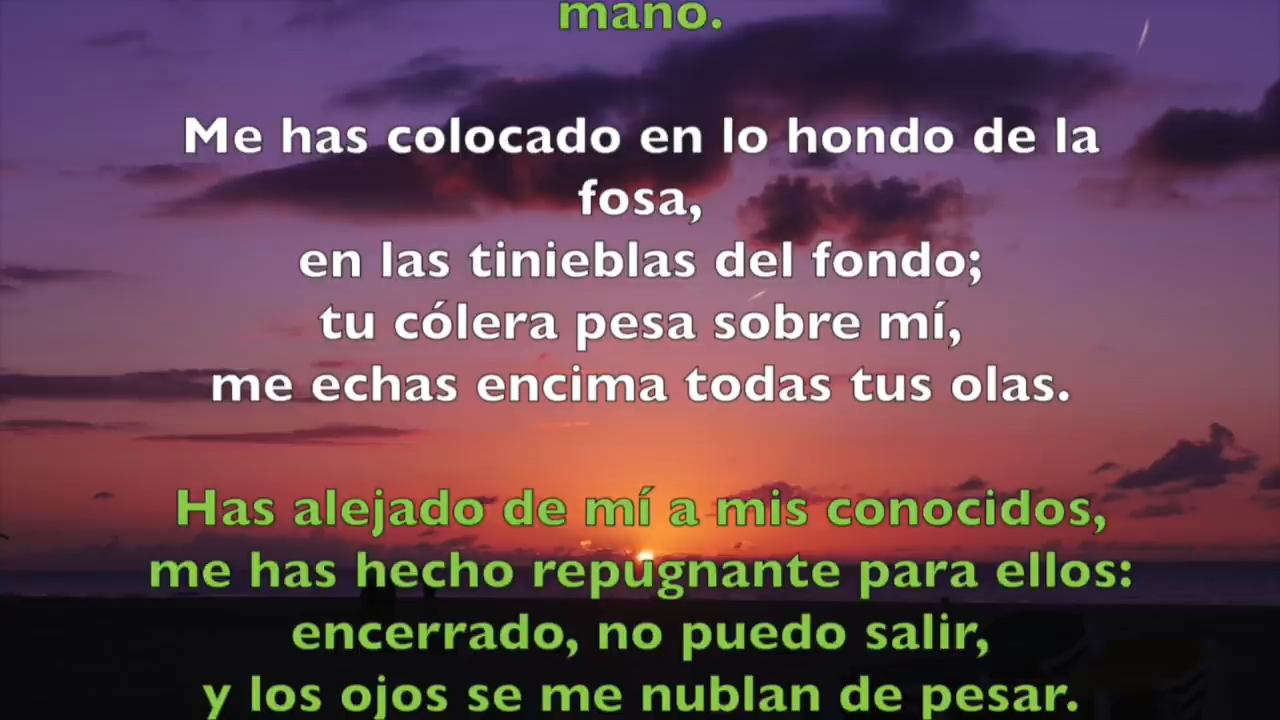 mano.
Me has colocado en lo hondo de la
fosa,
en las tinieblas del fondo;
tu cólera pesa sobre mí,
me echas encima todas tus olas.
Has alejado de mí a mis conocidos,
me has hecho repugnante para ellos:
encerrado, no puedo salir,
y los ojos se me nublan de pesar.